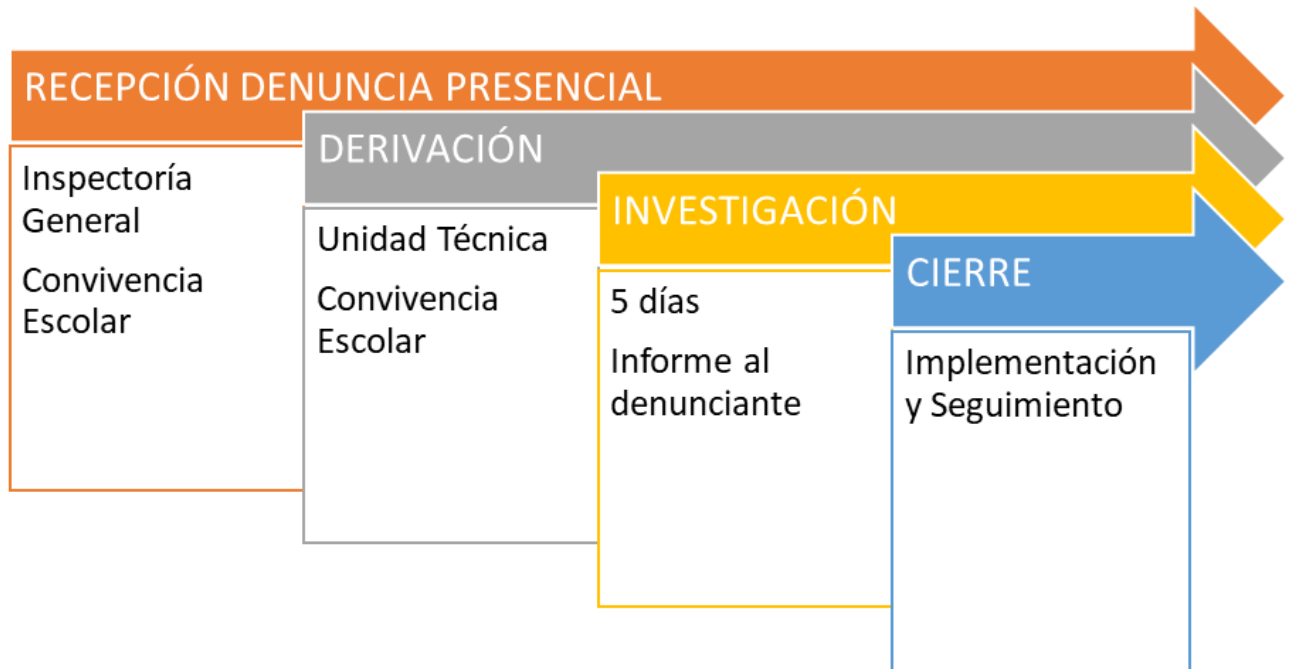 RECEPCIÓN DENUNCIA PRESENCIAL
Inspectoría
General
Convivencia
Escolar
DERIVACIÓN
Unidad Técnica
Convivencia
Escolar
INVESTIGACIÓN
5 días
Informe al
denunciante
CIERRE
Implementación
y Seguimiento